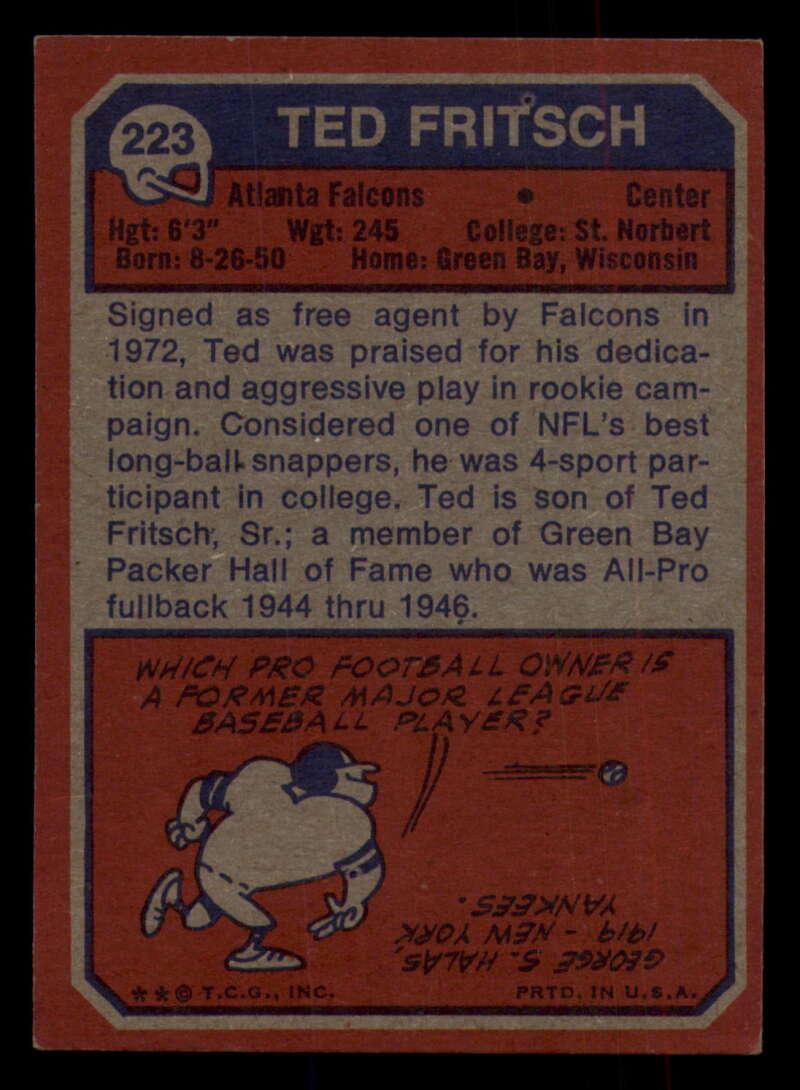 223
TED FRITSCH
Atlanta Falcons • Center
Hgt: 6'3" Wgt: 245 College: St. Norbert
Born: 8-26-50 Home: Green Bay, Wisconsin
Signed as free agent by Falcons in
1972, Ted was praised for his dedica-
tion and aggressive play in rookie cam-
paign. Considered one of NFL's best
long-ball snappers, he was 4-sport par-
ticipant in college. Ted is son of Ted
Fritsch, Sr.; a member of Green Bay
Packer Hall of Fame who was All-Pro
fullback 1944 thru 1946.
WHICH PRO FOOTBALL OWNER IS
A FORMER MAJOR LEAGUE
BASEBALL PLAYER?
GEORGE S. HALAS,
1919 - NEW YORK
YANKEES.
** © T.C.G., INC. PRTD. IN U.S.A.